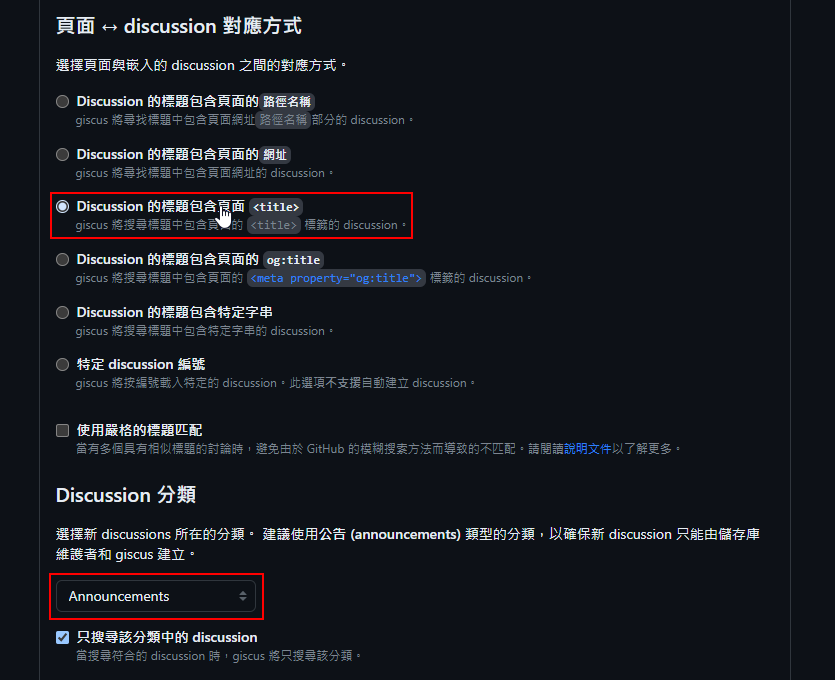 頁面 ↔ discussion 對應方式
選擇頁面與嵌入的 discussion 之間的對應方式。
Discussion 的標題包含頁面的 路徑名稱
giscus 將尋找標題中包含頁面網址 路徑名稱 部分的 discussion。
Discussion 的標題包含頁面的 網址
giscus 將尋找標題中包含頁面網址的 discussion。
Discussion 的標題包含頁面 <title>
giscus 將搜尋標題中包含頁面的 <title> 標籤的 discussion。
Discussion 的標題包含頁面的 og:title
giscus 將搜尋標題中包含頁面的 <meta property="og:title"> 標籤的 discussion。
Discussion 的標題包含特定字串
giscus 將搜尋標題中包含特定字串的 discussion。
特定 discussion 編號
giscus 將按編號載入特定的 discussion。此選項不支援自動建立 discussion。
使用嚴格的標題匹配
當有多個具有相似標題的討論時，避免由於 GitHub 的模糊搜索方法而導致的不匹配。請閱讀說明文件以了解更多。
Discussion 分類
選擇新 discussions 所在的分類。 建議使用公告 (announcements) 類型的分類，以確保新 discussion 只能由儲存庫
維護者和 giscus 建立。
Announcements
只搜尋該分類中的 discussion
當搜尋符合的 discussion 時，giscus 將只搜尋該分類。